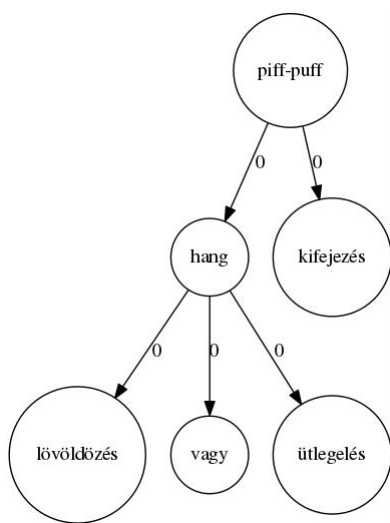 piff-puff
0
0
hang
kifejezés
0
0
0
lövöldözés
vagy
ütlegelés